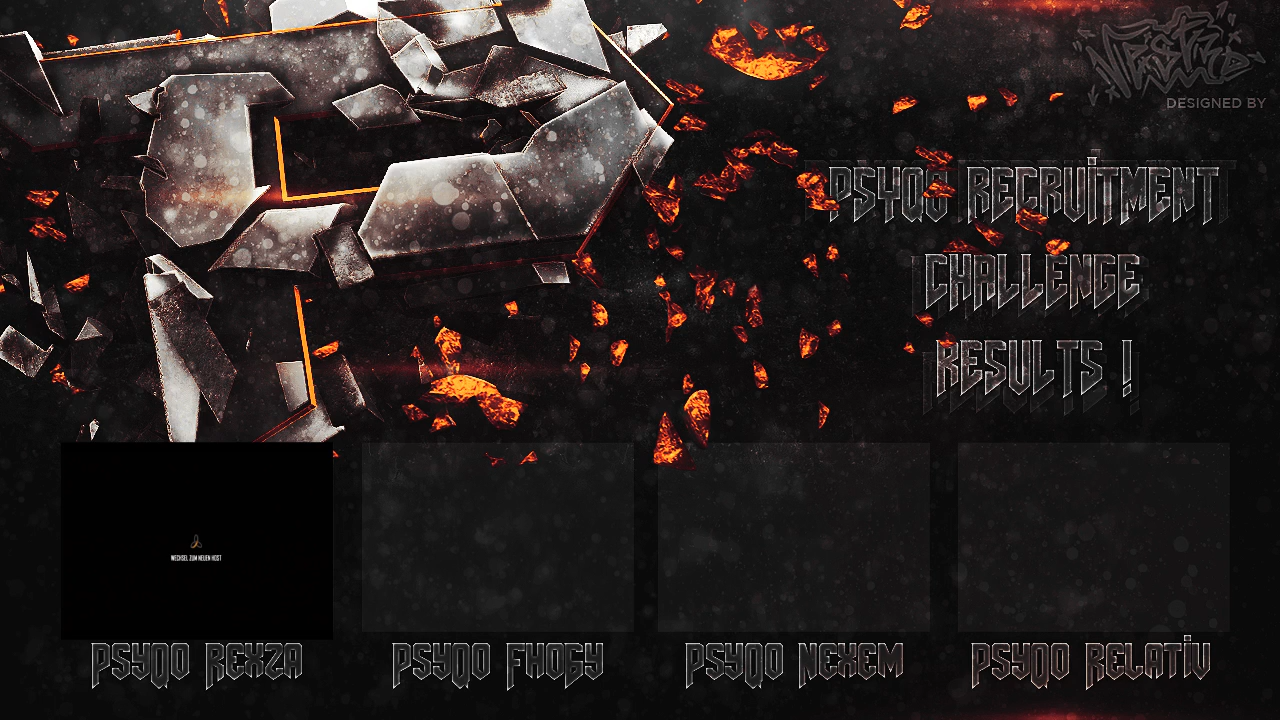 DESIGNED BY
PSYQO RECRUİTMENT
CHALLENGE
RESULTS !
WECHSEL ZUM NEUEN HOST
PSYQO REXZA
PSYQO FHOGY
PSYQO NEXEM
PSYQO RELATİV